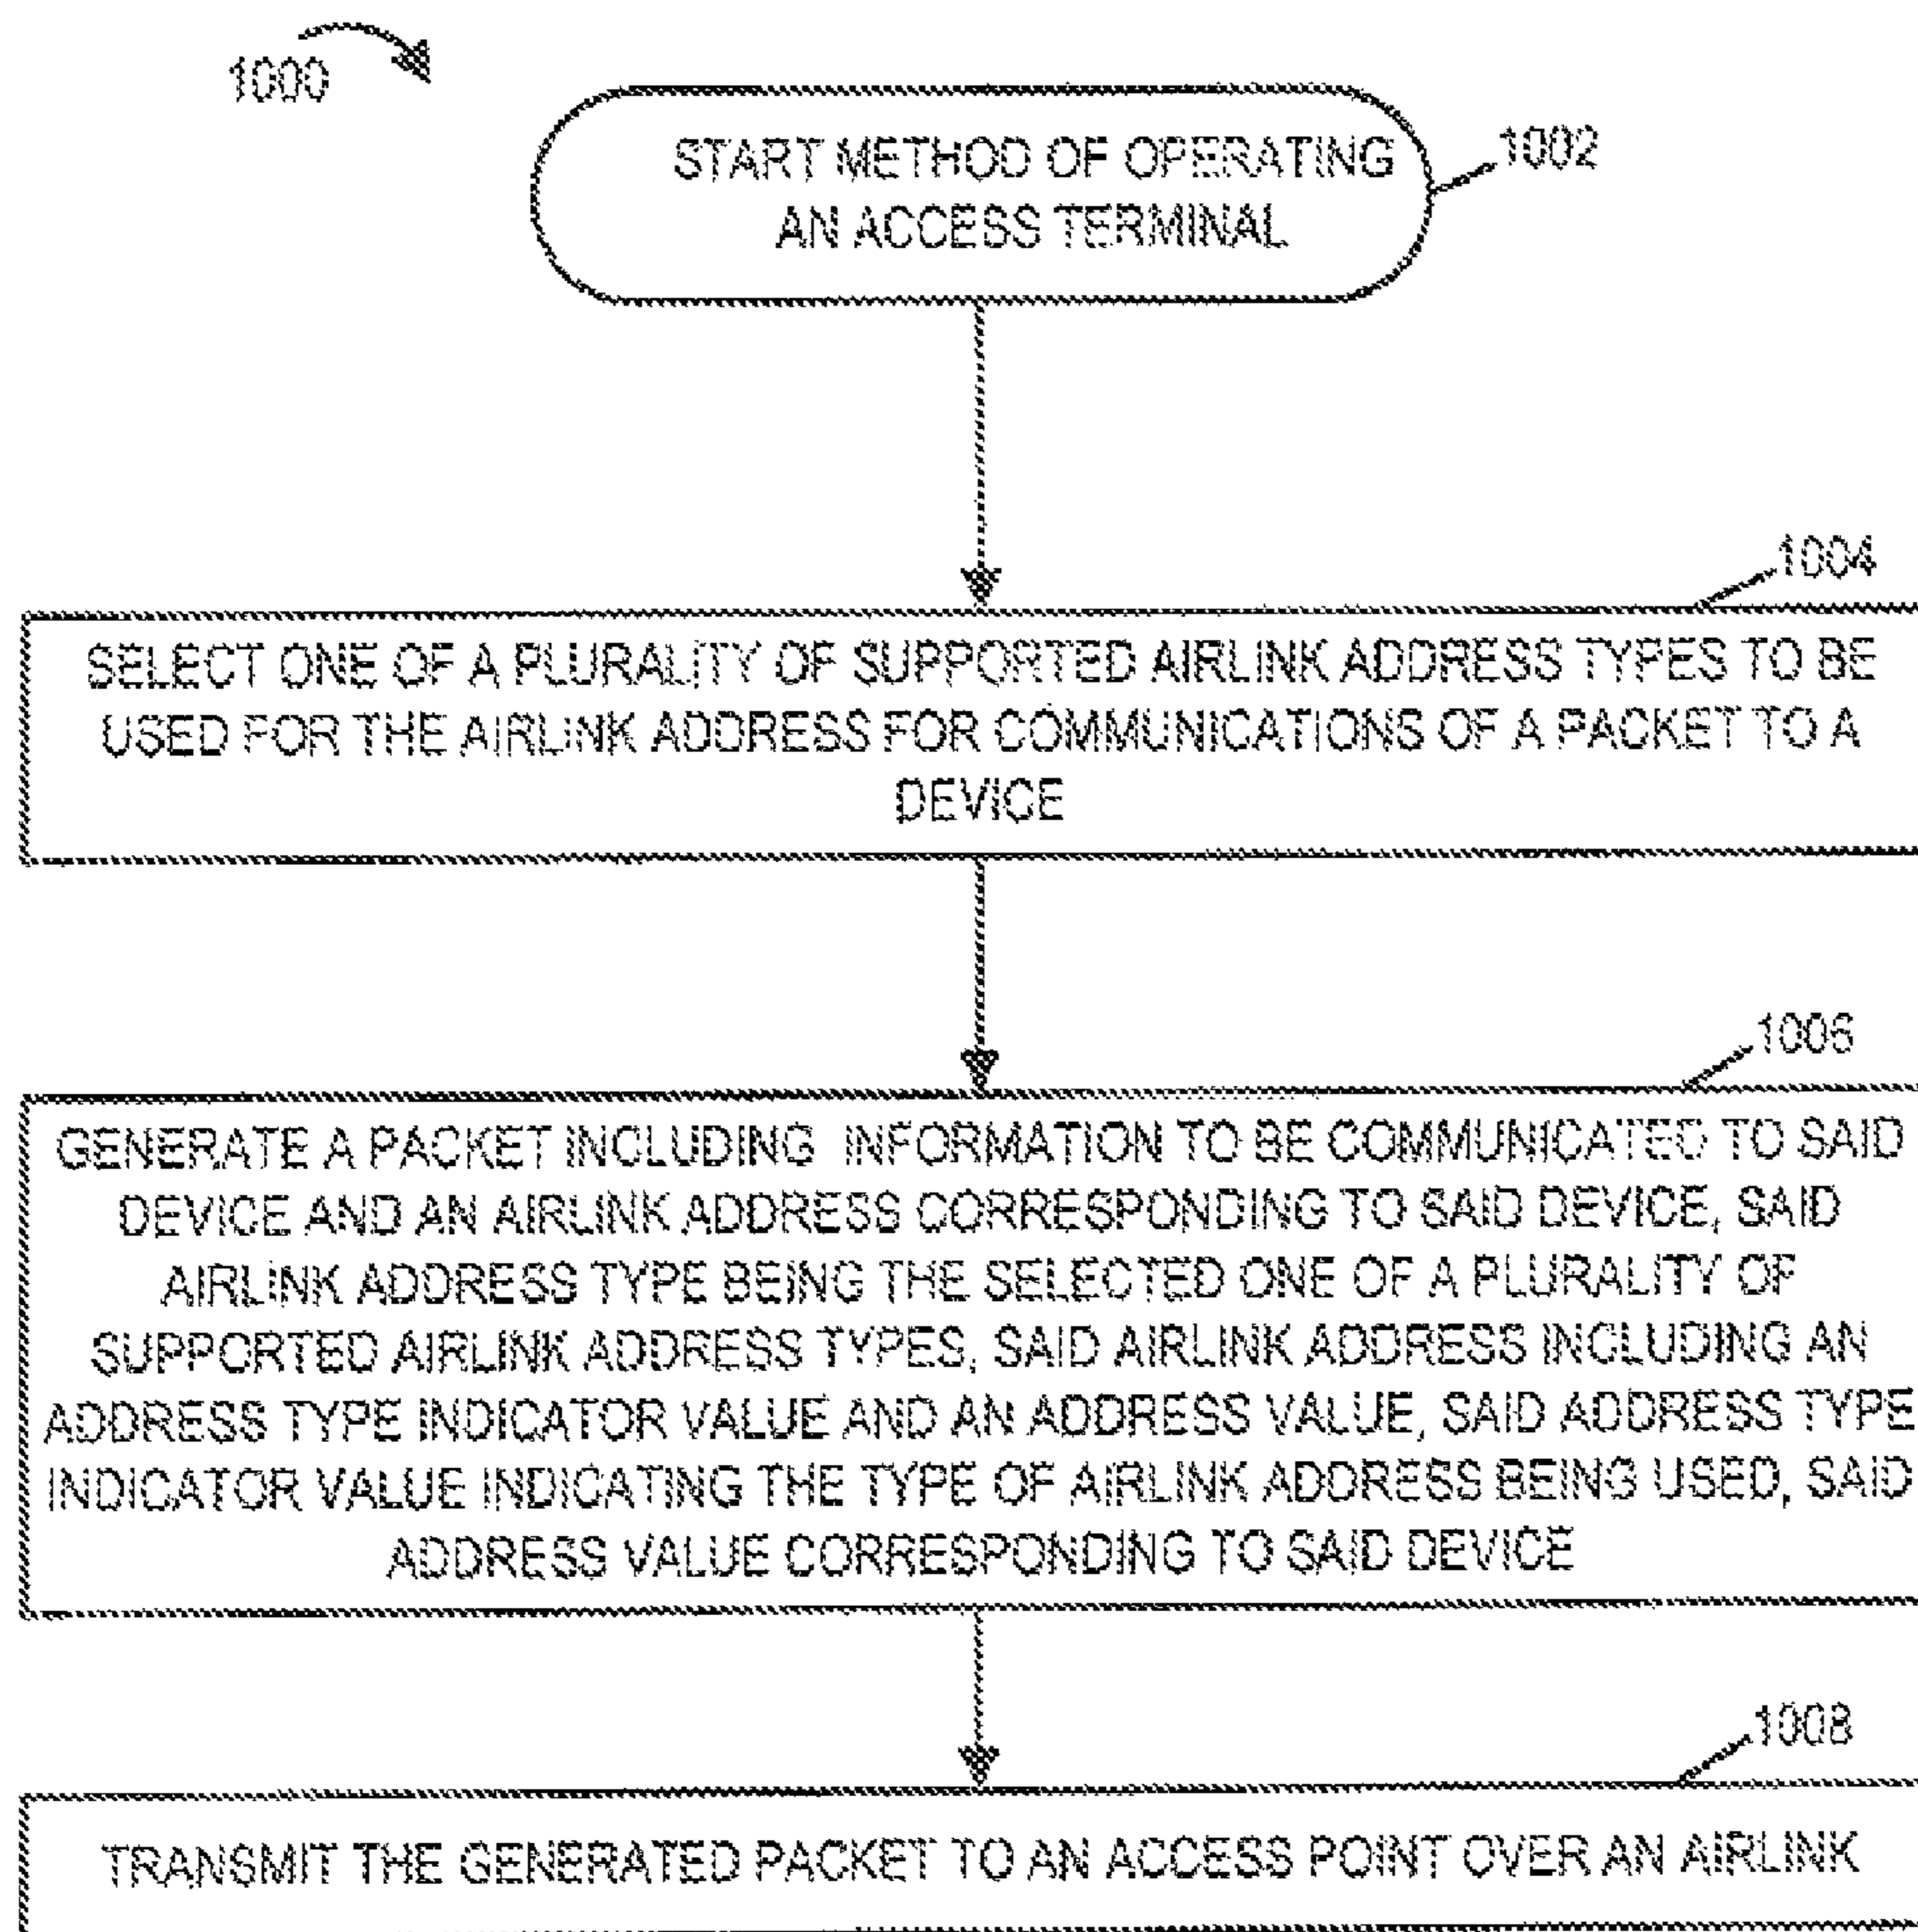 1000
START METHOD OF OPERATING
AN ACCESS TERMINAL
1002
1004
SELECT ONE OF A PLURALITY OF SUPPORTED AIRLINK ADDRESS TYPES TO BE
USED FOR THE AIRLINK ADDRESS FOR COMMUNICATIONS OF A PACKET TO A
DEVICE
1006
GENERATE A PACKET INCLUDING INFORMATION TO BE COMMUNICATED TO SAID
DEVICE AND AN AIRLINK ADDRESS CORRESPONDING TO SAID DEVICE, SAID
AIRLINK ADDRESS TYPE BEING THE SELECTED ONE OF A PLURALITY OF
SUPPORTED AIRLINK ADDRESS TYPES, SAID AIRLINK ADDRESS INCLUDING AN
ADDRESS TYPE INDICATOR VALUE AND AN ADDRESS VALUE, SAID ADDRESS TYPE
INDICATOR VALUE INDICATING THE TYPE OF AIRLINK ADDRESS BEING USED, SAID
ADDRESS VALUE CORRESPONDING TO SAID DEVICE
1008
TRANSMIT THE GENERATED PACKET TO AN ACCESS POINT OVER AN AIRLINK